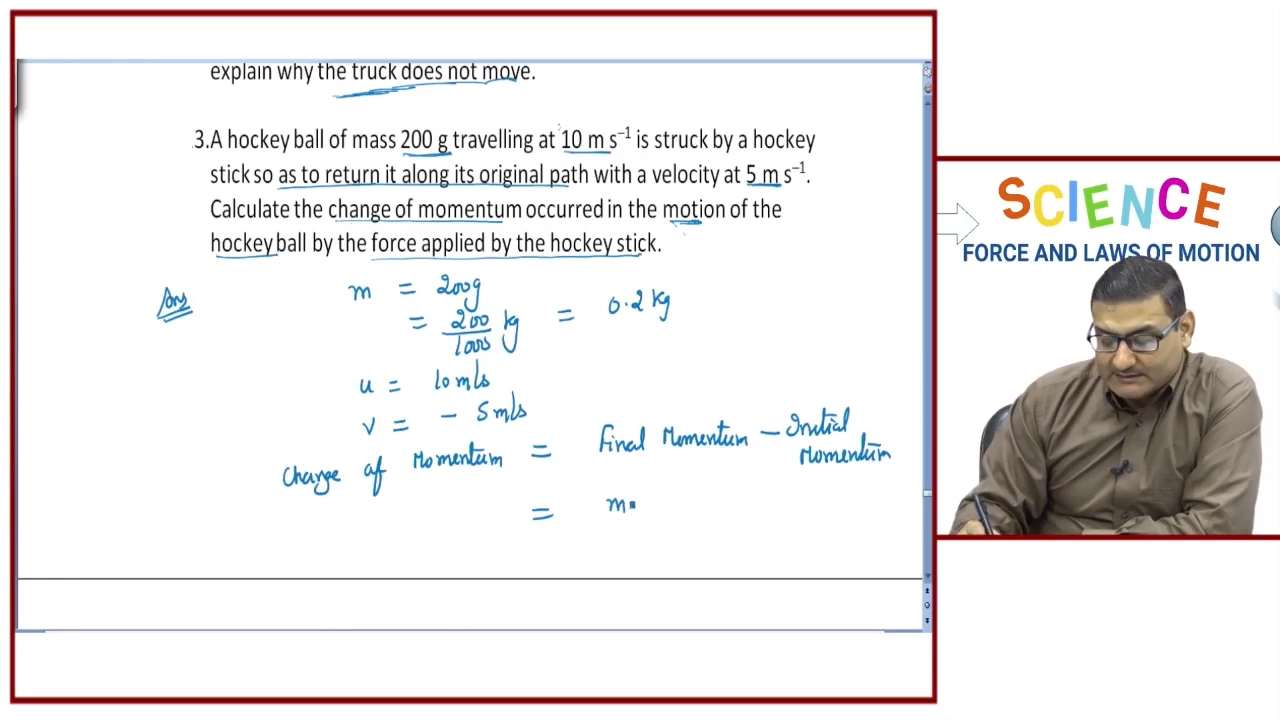 explain why the truck does not move.
3.A hockey ball of mass 200 g travelling at 10 m s⁻¹ is struck by a hockey
stick so as to return it along its original path with a velocity at 5 m s⁻¹.
Calculate the change of momentum occurred in the motion of the
hockey ball by the force applied by the hockey stick.
Ans
m = 200g
= 200/1000 kg = 0.2 kg
u = 10 m/s
v = - 5 m/s
Change of Momentum = Final Momentum - Initial Momentum
= m
SCIENCE
FORCE AND LAWS OF MOTION